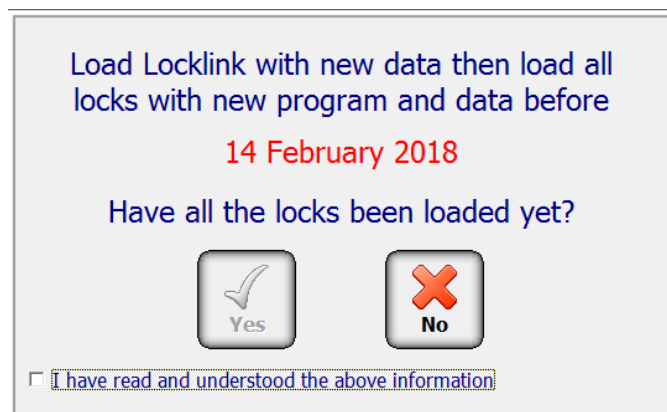 Load Locklink with new data then load all
locks with new program and data before
14 February 2018
Have all the locks been loaded yet?
Yes
No
I have read and understood the above information